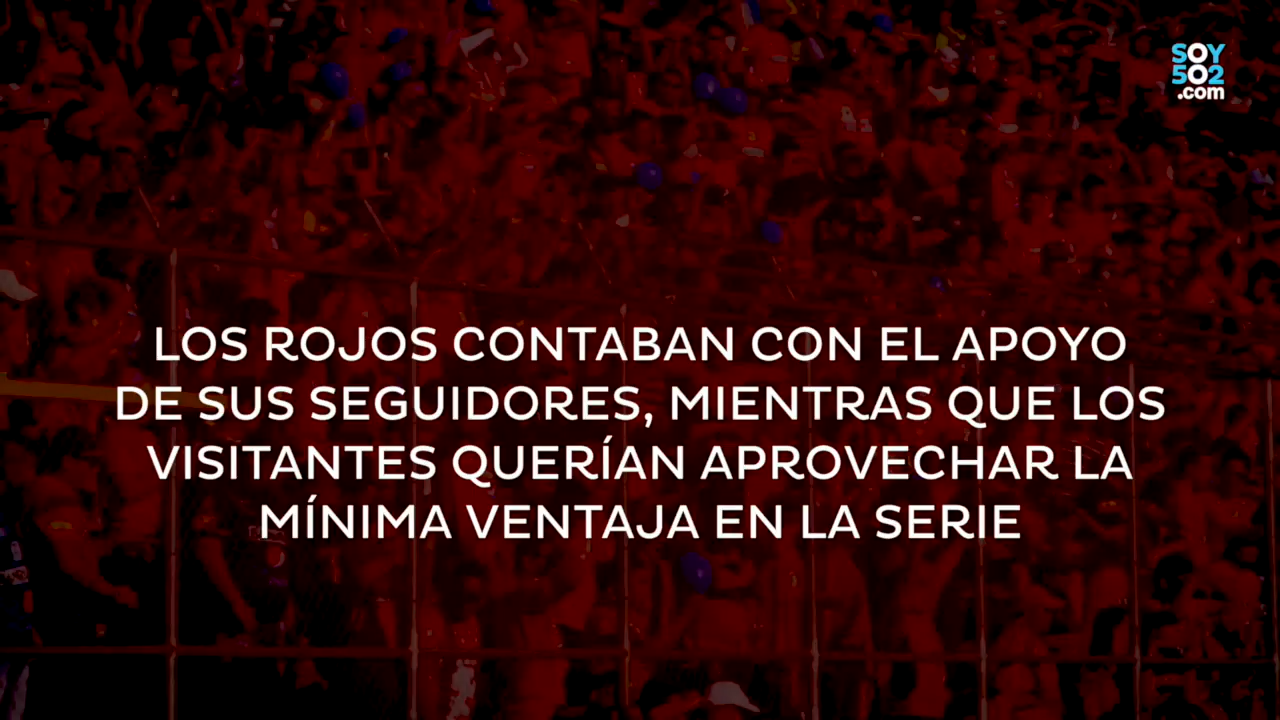 SOY
502
.com
LOS ROJOS CONTABAN CON EL APOYO
DE SUS SEGUIDORES, MIENTRAS QUE LOS
VISITANTES QUERÍAN APROVECHAR LA
MÍNIMA VENTAJA EN LA SERIE